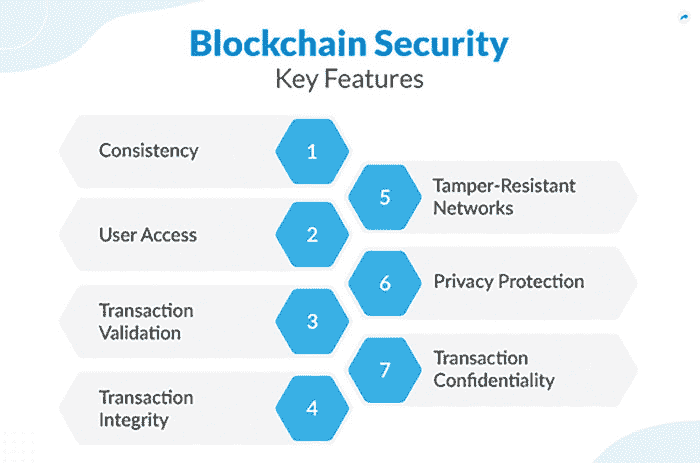 Blockchain Security
Key Features
Consistency
1
User Access
2
Transaction
Validation
3
Transaction
Integrity
4
5
Tamper-Resistant
Networks
6
Privacy Protection
7
Transaction
Confidentiality